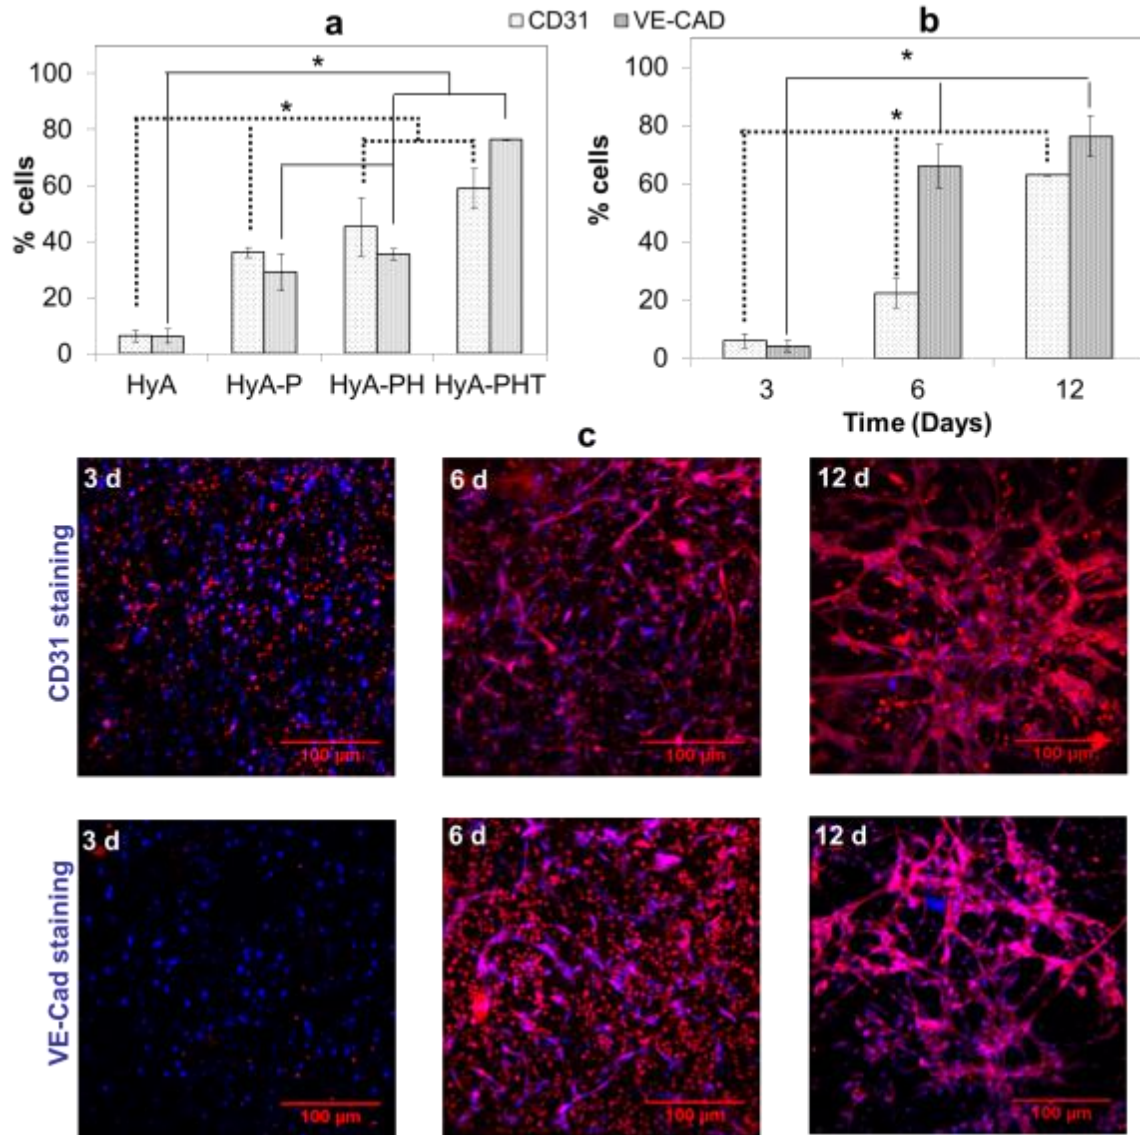 a
CD31 VE-CAD
b
% cells
100
80
60
40
20
0
*
*
HyA HyA-P HyA-PH HyA-PHT
% cells
100
80
60
40
20
0
*
*
3 6 12
Time (Days)
c
CD31 staining
3 d
100 µm
6 d
100 µm
12 d
100 µm
VE-Cad staining
3 d
100 µm
6 d
100 µm
12 d
100 µm